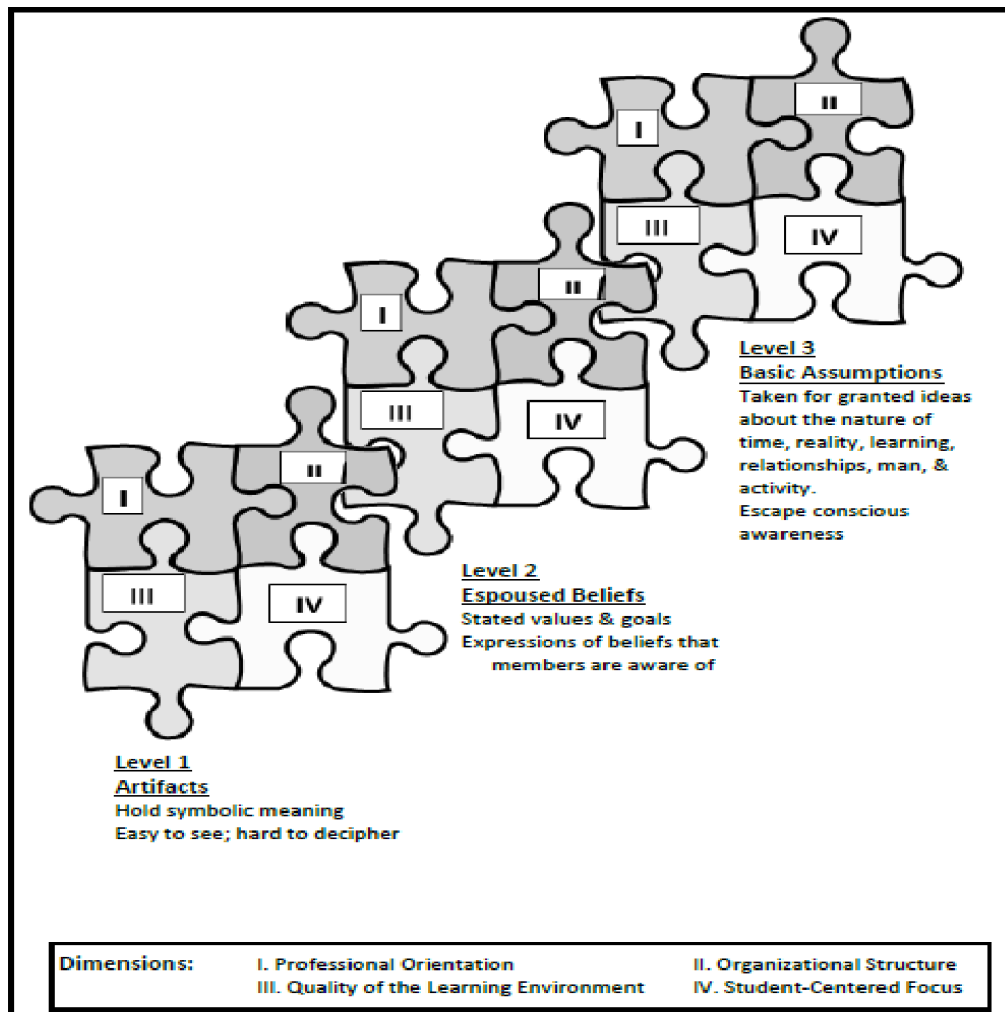 I
II
III
IV
I
II
III
IV
Level 3
Basic Assumptions
Taken for granted ideas
about the nature of
time, reality, learning,
relationships, man, &
activity.
Escape conscious
awareness
I
II
III
IV
Level 2
Espoused Beliefs
Stated values & goals
Expressions of beliefs that
members are aware of
Level 1
Artifacts
Hold symbolic meaning
Easy to see; hard to decipher
Dimensions: I. Professional Orientation II. Organizational Structure
III. Quality of the Learning Environment IV. Student-Centered Focus